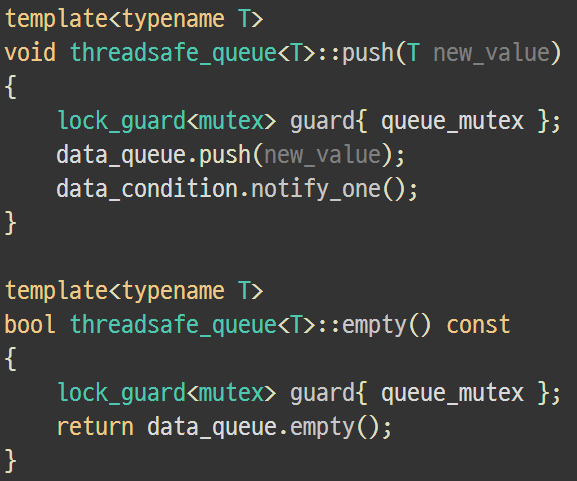 template<typename T>
void threadsafe_queue<T>::push(T new_value)
{
    lock_guard<mutex> guard{ queue_mutex };
    data_queue.push(new_value);
    data_condition.notify_one();
}

template<typename T>
bool threadsafe_queue<T>::empty() const
{
    lock_guard<mutex> guard{ queue_mutex };
    return data_queue.empty();
}